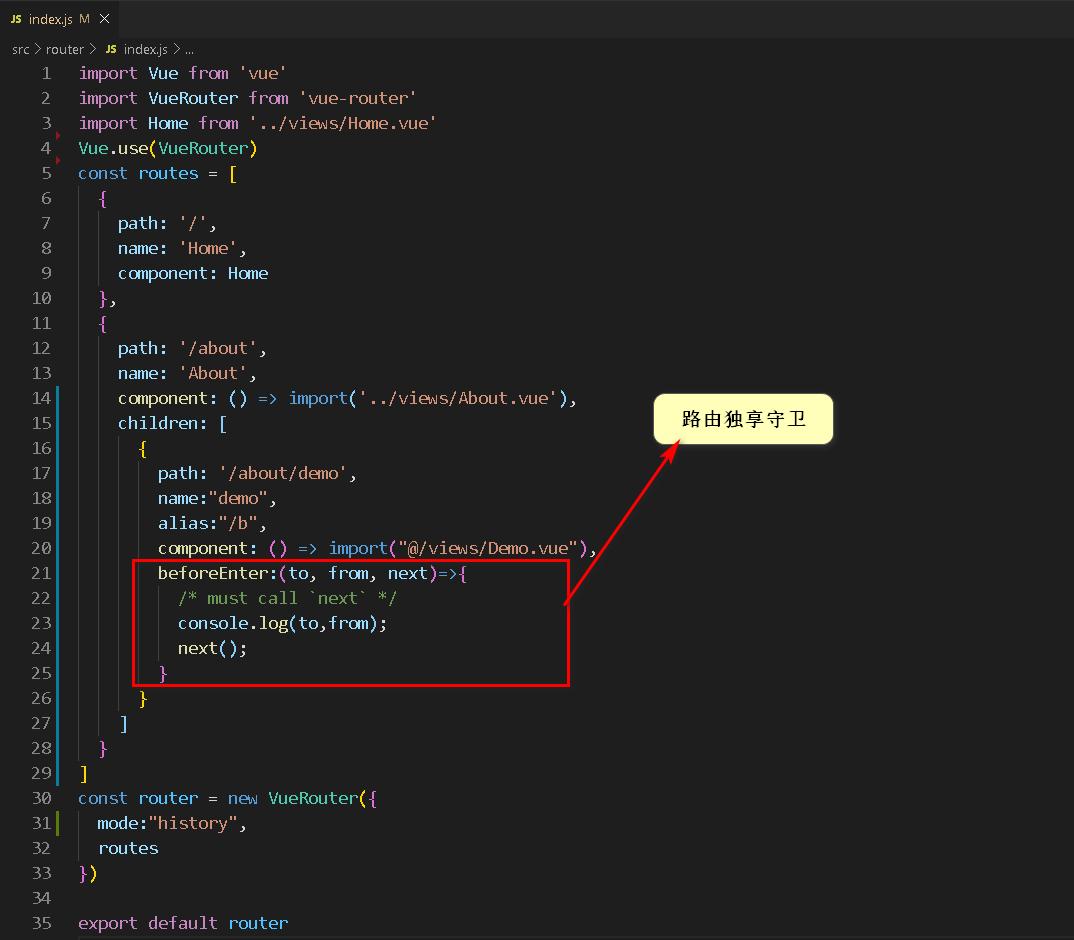 JS index.js M ×
src > router > JS index.js > ...
1 import Vue from 'vue'
2 import VueRouter from 'vue-router'
3 import Home from '../views/Home.vue'
4 Vue.use(VueRouter)
5 const routes = [
6 {
7 path: '/',
8 name: 'Home',
9 component: Home
10 },
11 {
12 path: '/about',
13 name: 'About',
14 component: () => import('../views/About.vue'),
15 children: [
路由独享守卫
16 {
17 path: '/about/demo',
18 name:"demo",
19 alias:"/b",
20 component: () => import("@/views/Demo.vue"),
21 beforeEnter:(to, from, next)=>{
22 /* must call `next` */
23 console.log(to,from);
24 next();
25 }
26 }
27 ]
28 }
29 ]
30 const router = new VueRouter({
31 mode:"history",
32 routes
33 })
34
35 export default router